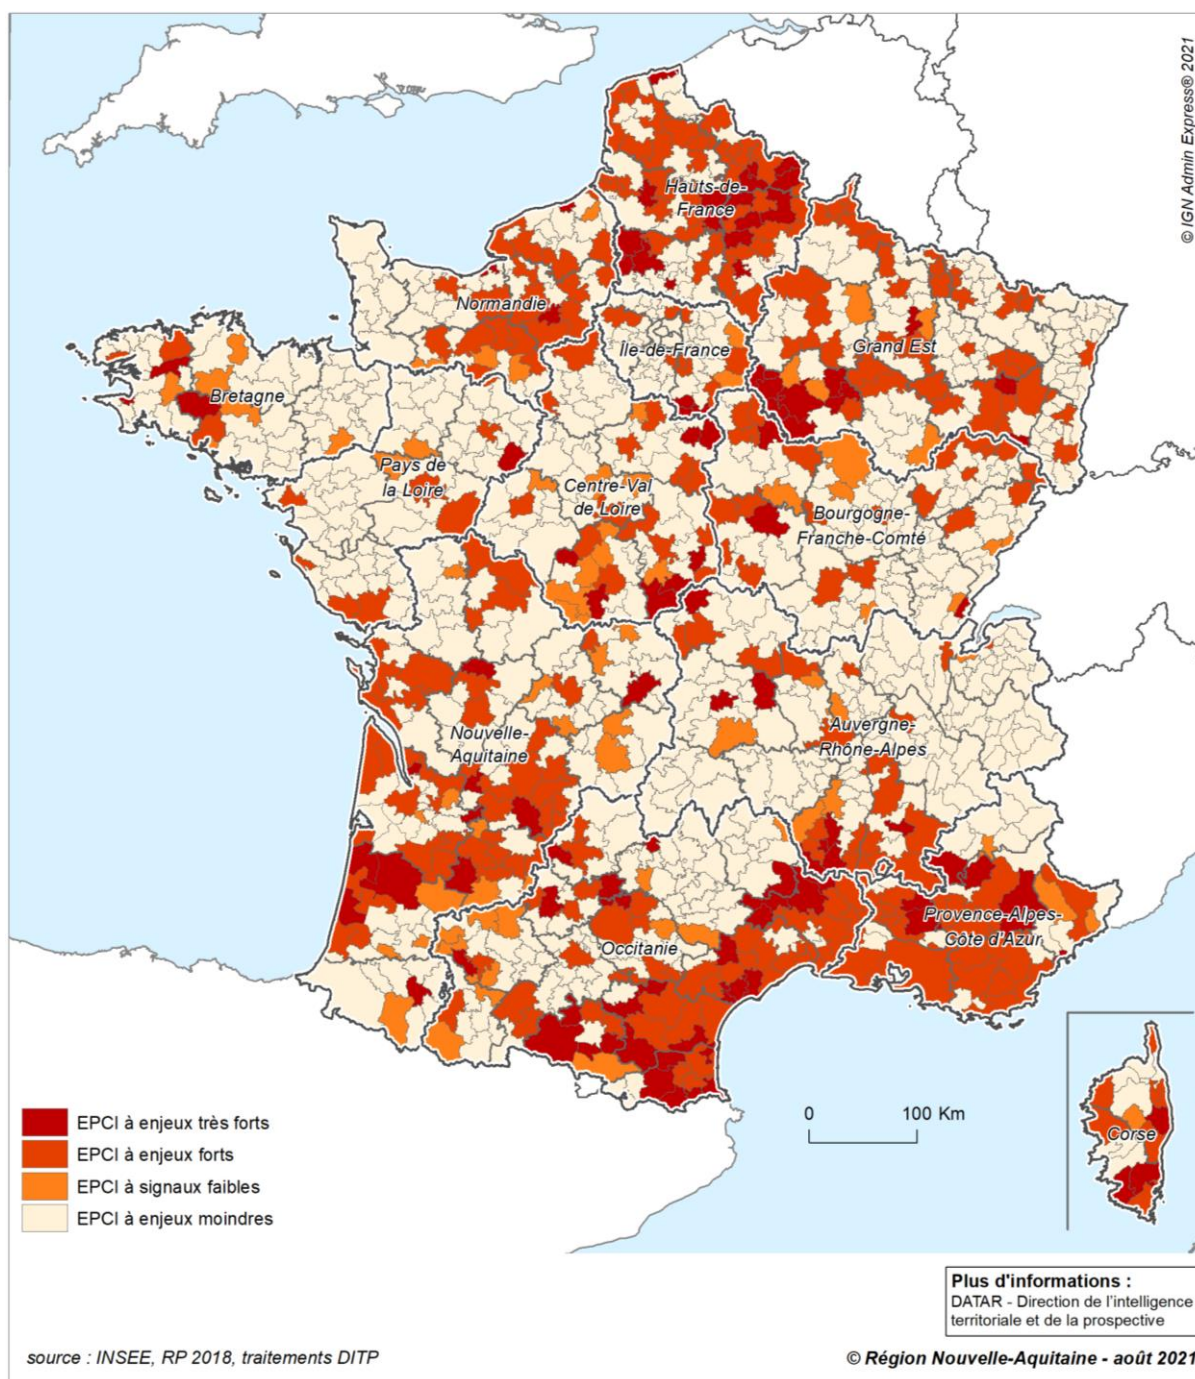 © IGN Admin Express® 2021
Hauts-de-
France
Normandie
Île-de-France
Grand Est
Bretagne
Pays de
la Loire
Centre-Val
de Loire
Bourgogne-
Franche-Comté
Nouvelle-
Aquitaine
Auvergne-
Rhône-Alpes
Occitanie
Provence-Alpes-
Côte d'Azur
Corse
0 100 Km
EPCI à enjeux très forts
EPCI à enjeux forts
EPCI à signaux faibles
EPCI à enjeux moindres
Plus d'informations :
DATAR - Direction de l'intelligence
territoriale et de la prospective
source : INSEE, RP 2018, traitements DITP
© Région Nouvelle-Aquitaine - août 2021